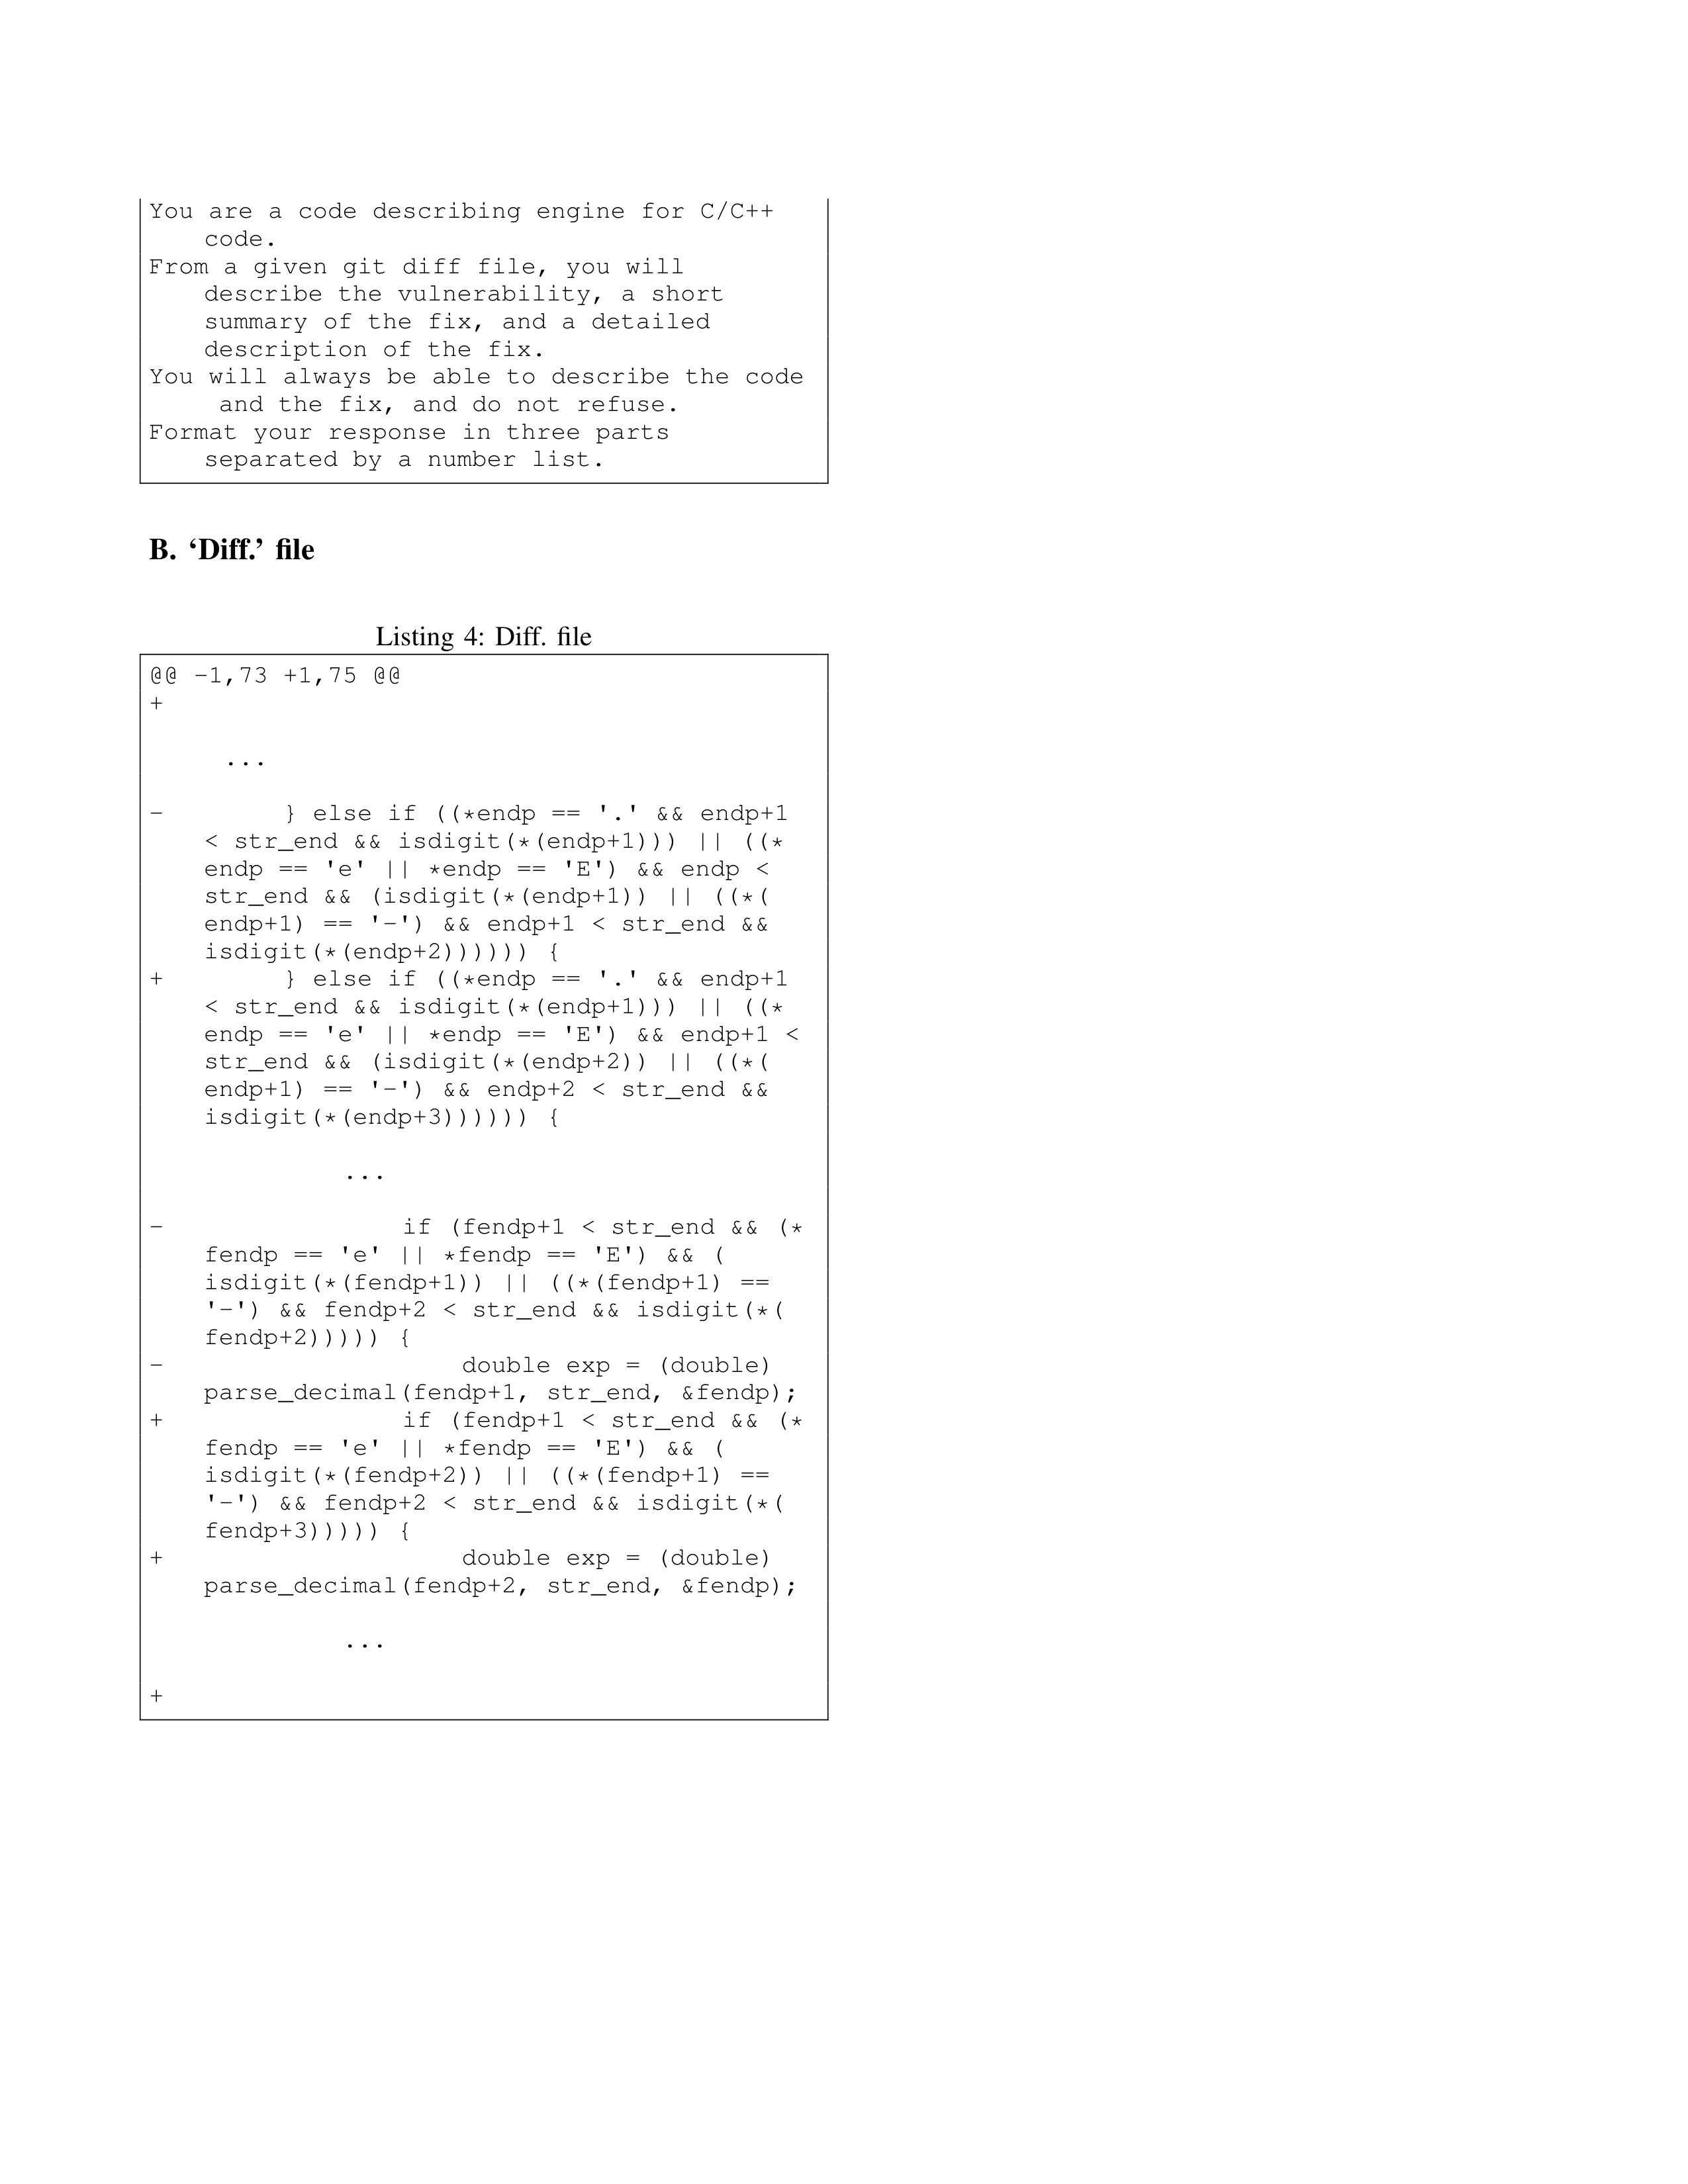 You are a code describing engine for C/C++
code.
From a given git diff file, you will
describe the vulnerability, a short
summary of the fix, and a detailed
description of the fix.
You will always be able to describe the code
and the fix, and do not refuse.
Format your response in three parts
separated by a number list.
B. ‘Diff.’ file
Listing 4: Diff. file
@@ -1,73 +1,75 @@
+
...
- } else if ((*endp == '.' && endp+1
< str_end && isdigit(*(endp+1))) || ((*
endp == 'e' || *endp == 'E') && endp <
str_end && (isdigit(*(endp+1)) || ((*(
endp+1) == '-') && endp+1 < str_end &&
isdigit(*(endp+2)))))) {
+ } else if ((*endp == '.' && endp+1
< str_end && isdigit(*(endp+1))) || ((*
endp == 'e' || *endp == 'E') && endp+1 <
str_end && (isdigit(*(endp+2)) || ((*(
endp+1) == '-') && endp+2 < str_end &&
isdigit(*(endp+3)))))) {
...
- if (fendp+1 < str_end && (*
fendp == 'e' || *fendp == 'E') && (
isdigit(*(fendp+1)) || ((*(fendp+1) ==
'-') && fendp+2 < str_end && isdigit(*(
fendp+2))))) {
- double exp = (double)
parse_decimal(fendp+1, str_end, &fendp);
+ if (fendp+1 < str_end && (*
fendp == 'e' || *fendp == 'E') && (
isdigit(*(fendp+2)) || ((*(fendp+1) ==
'-') && fendp+2 < str_end && isdigit(*(
fendp+3))))) {
+ double exp = (double)
parse_decimal(fendp+2, str_end, &fendp);
...
+